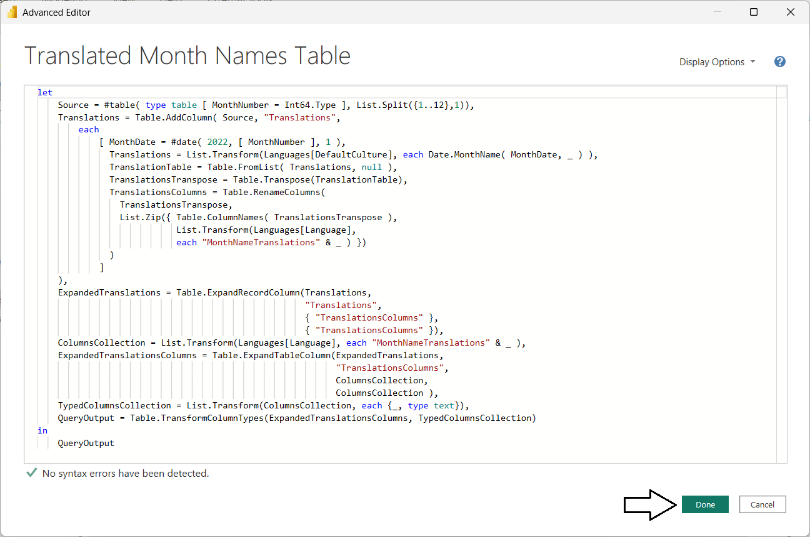 Advanced Editor
Translated Month Names Table
Display Options
?
let
Source = #table( type table [ MonthNumber = Int64.Type ], List.Split({1..12},1)),
Translations = Table.AddColumn( Source, "Translations",
each
[ MonthDate = #date( 2022, [ MonthNumber ], 1 ),
Translations = List.Transform(Languages[DefaultCulture], each Date.MonthName( MonthDate, _ ) ),
TranslationTable = Table.FromList( Translations, null ),
TranslationsTranspose = Table.Transpose(TranslationTable),
TranslationsColumns = Table.RenameColumns(
TranslationsTranspose,
List.Zip({ Table.ColumnNames( TranslationsTranspose ),
List.Transform(Languages[Language],
each "MonthNameTranslations" & _ ) })
)
]
),
ExpandedTranslations = Table.ExpandRecordColumn(Translations,
"Translations",
{ "TranslationsColumns" },
{ "TranslationsColumns" }),
ColumnsCollection = List.Transform(Languages[Language], each "MonthNameTranslations" & _ ),
ExpandedTranslationsColumns = Table.ExpandTableColumn(ExpandedTranslations,
"TranslationsColumns",
ColumnsCollection,
ColumnsCollection ),
TypedColumnsCollection = List.Transform(ColumnsCollection, each {_, type text}),
QueryOutput = Table.TransformColumnTypes(ExpandedTranslationsColumns, TypedColumnsCollection)
in
QueryOutput
No syntax errors have been detected.
Done
Cancel